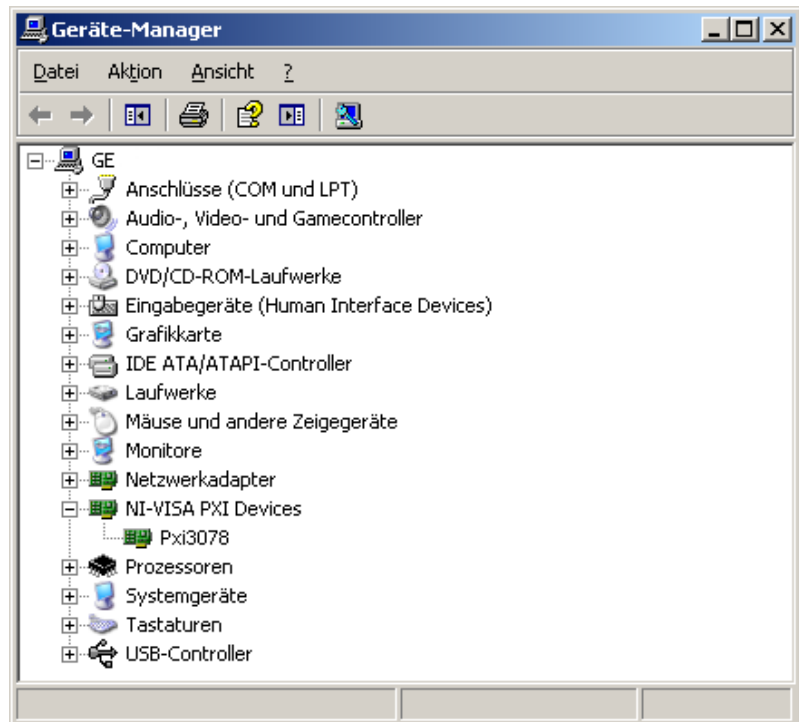 Geräte-Manager
Datei Aktion Ansicht ?
GE
Anschlüsse (COM und LPT)
Audio-, Video- und Gamecontroller
Computer
DVD/CD-ROM-Laufwerke
Eingabegeräte (Human Interface Devices)
Grafikkarte
IDE ATA/ATAPI-Controller
Laufwerke
Mäuse und andere Zeigegeräte
Monitore
Netzwerkadapter
NI-VISA PXI Devices
Pxi3078
Prozessoren
Systemgeräte
Tastaturen
USB-Controller